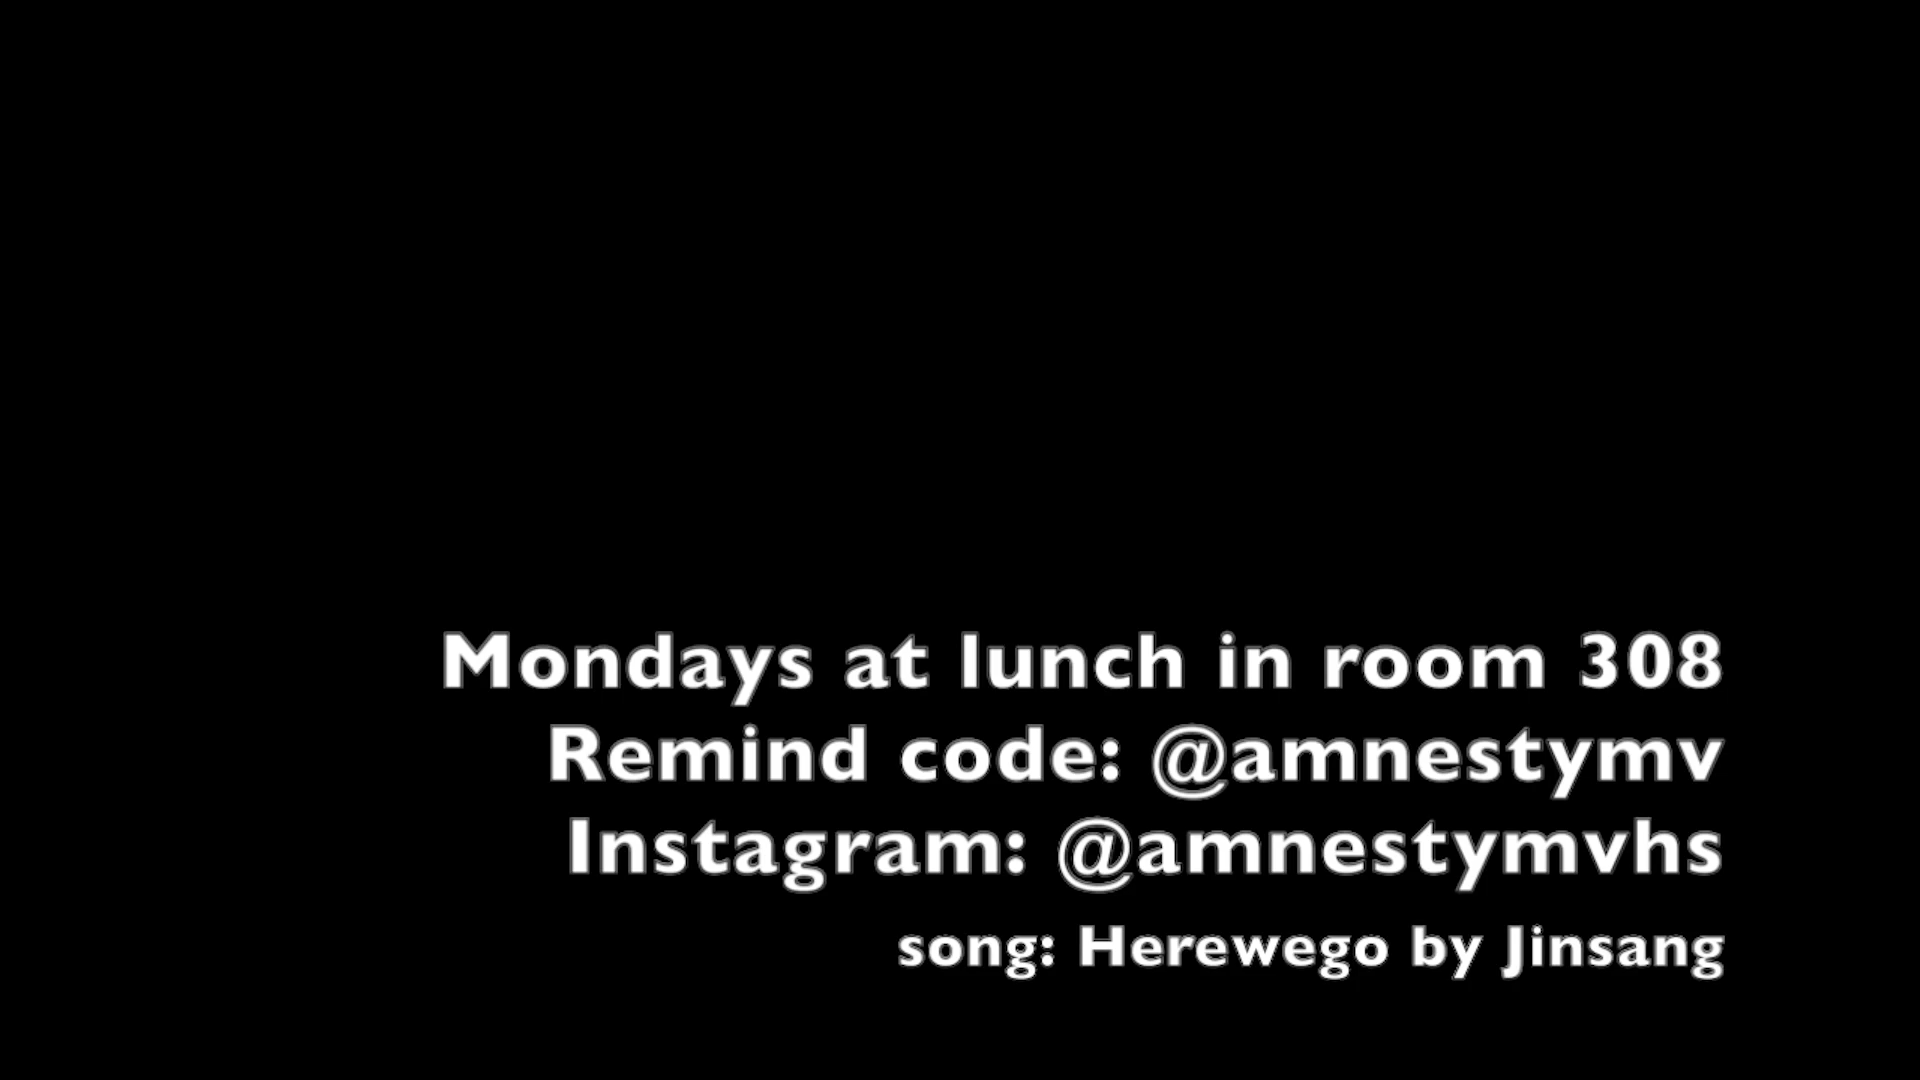 Mondays at lunch in room 308
Remind code: @amnestymv
Instagram: @amnestymvhs
song: Herewego by Jinsang